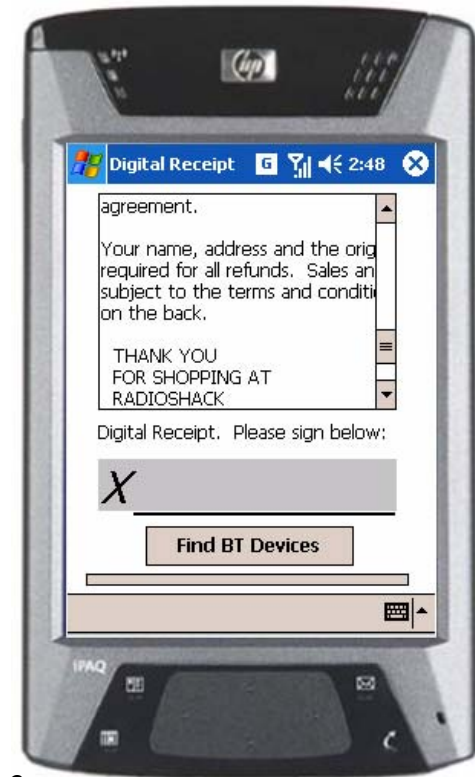 hp
Digital Receipt G 2:48
agreement.
Your name, address and the orig
required for all refunds. Sales an
subject to the terms and conditi
on the back.
THANK YOU
FOR SHOPPING AT
RADIOSHACK
Digital Receipt. Please sign below:
X
Find BT Devices
iPAQ